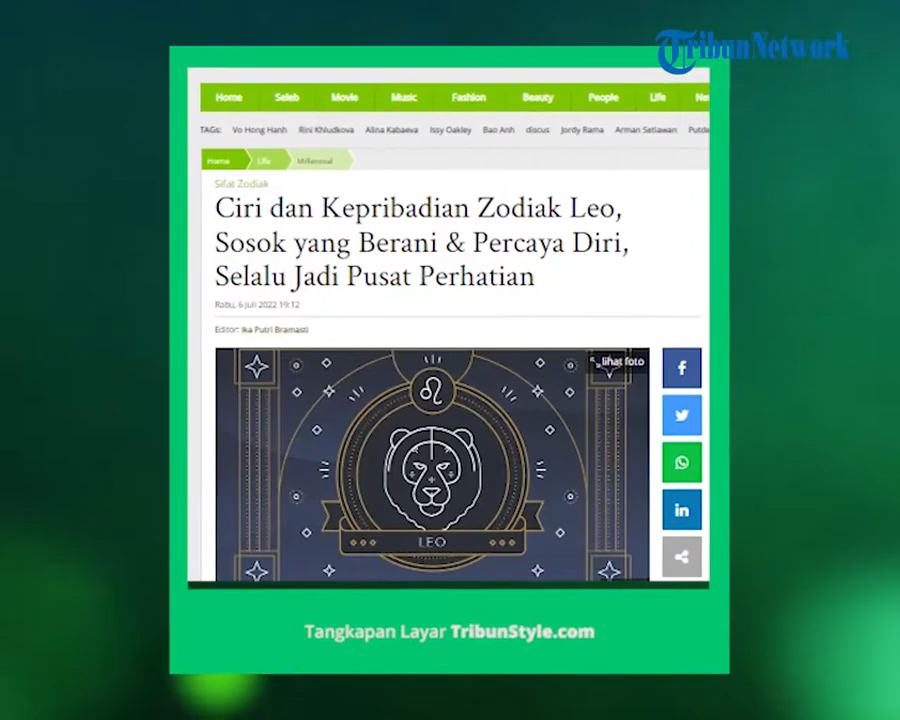 TribunNetwork
Home Seleb Movie Music Fashion Beauty People Life
TAGs: Vo Hong Hanh Rini Khludkova Alina Kabaeva Issy Oakley Bao Anh discus Jordy Rama Arman Setiawan
Home Life Millennial
Sifat Zodiak
Ciri dan Kepribadian Zodiak Leo,
Sosok yang Berani & Percaya Diri,
Selalu Jadi Pusat Perhatian
Rabu, 6 Juli 2022 19:12
Editor: Ika Putri Bramasti
lihat foto
LEO
Tangkapan Layar TribunStyle.com